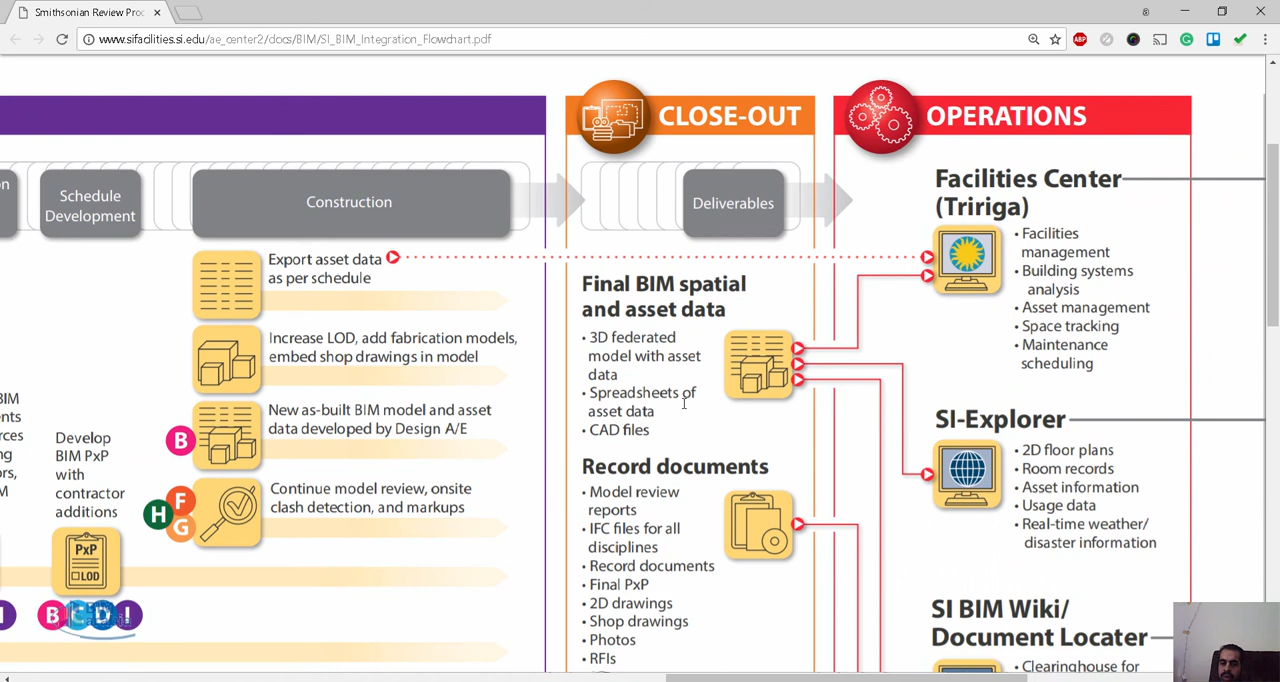 Smithsonian Review Proc
www.sifacilities.si.edu/ae_center2/docs/BIM/SI_BIM_Integration_Flowchart.pdf
ABP
CLOSE-OUT
OPERATIONS
n
Schedule
Development
Construction
Deliverables
Export asset data
as per schedule
Increase LOD, add fabrication models,
embed shop drawings in model
B
New as-built BIM model and asset
data developed by Design A/E
H
F
G
Continue model review, onsite
clash detection, and markups
BIM
nts
rces
ng
rs,
M
Develop
BIM PxP
with
contractor
additions
PxP
LOD
I
B
C
D
I
Final BIM spatial
and asset data
• 3D federated
model with asset
data
• Spreadsheets of
asset data
• CAD files
Record documents
• Model review
reports
• IFC files for all
disciplines
• Record documents
• Final PxP
• 2D drawings
• Shop drawings
• Photos
• RFIs
Facilities Center
(Tririga)
• Facilities
management
• Building systems
analysis
• Asset management
• Space tracking
• Maintenance
scheduling
SI-Explorer
• 2D floor plans
• Room records
• Asset information
• Usage data
• Real-time weather/
disaster information
SI BIM Wiki/
Document Locater
• Clearinghouse for